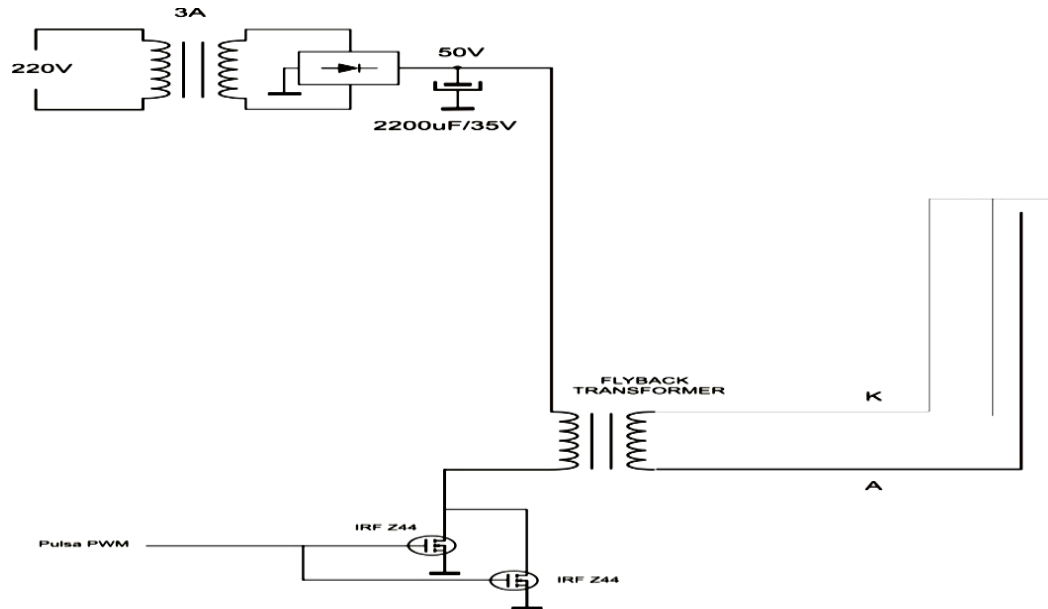 3A
220V
50V
2200uF/35V
FLYBACK
TRANSFORMER
K
A
IRF Z44
Pulsa PWM
IRF Z44